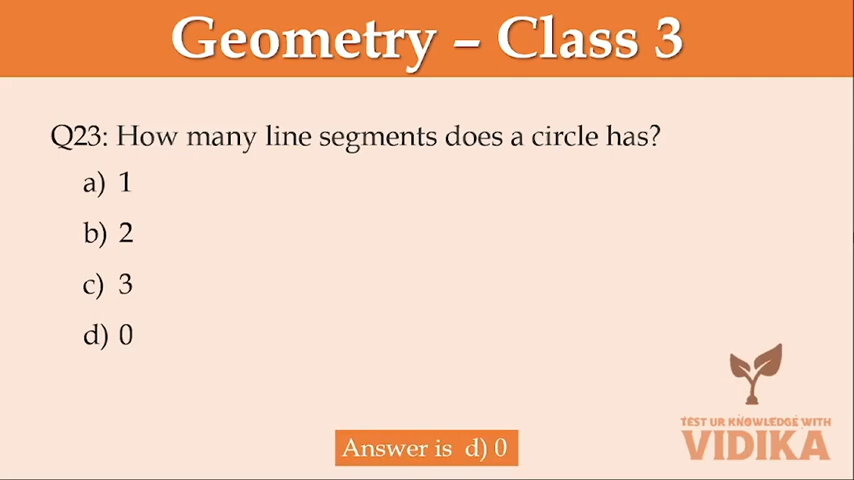 Geometry – Class 3
Q23: How many line segments does a circle has?
a) 1
b) 2
c) 3
d) 0
TEST UR KNOWLEDGE WITH
VIDIKA
Answer is d) 0